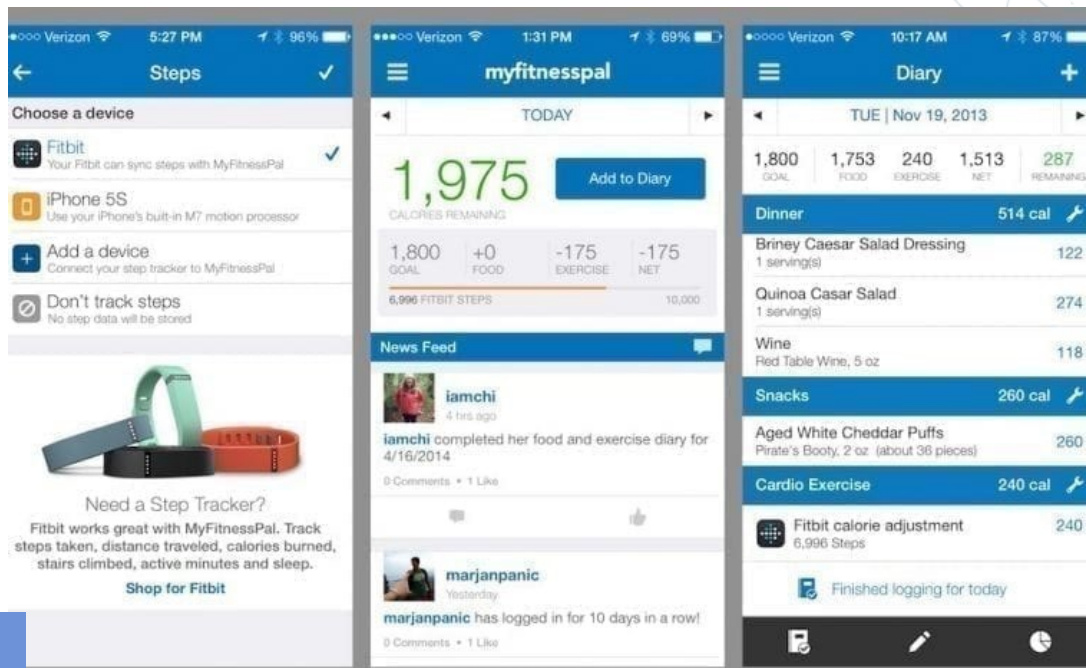 Verizon 5:27 PM 96%
Steps
Choose a device
Fitbit
Your Fitbit can sync steps with MyFitnessPal
iPhone 5S
Use your iPhone's built-in M7 motion processor
Add a device
Connect your step tracker to MyFitnessPal
Don't track steps
No step data will be stored
Need a Step Tracker?
Fitbit works great with MyFitnessPal. Track
steps taken, distance traveled, calories burned,
stairs climbed, active minutes and sleep.
Shop for Fitbit
Verizon 1:31 PM 69%
myfitnesspal
TODAY
1,975
CALORIES REMAINING
Add to Diary
1,800 +0 -175 -175
GOAL FOOD EXERCISE NET
6,996 FITBIT STEPS 10,000
News Feed
iamchi
4 hrs ago
iamchi completed her food and exercise diary for
4/16/2014
0 Comments • 1 Like
marjanpanic
Yesterday
marjanpanic has logged in for 10 days in a row!
0 Comments • 1 Like
Verizon 10:17 AM 87%
Diary
TUE | Nov 19, 2013
1,800 1,753 240 1,513 287
GOAL FOOD EXERCISE NET REMAINING
Dinner 514 cal
Briney Caesar Salad Dressing 122
1 serving(s)
Quinoa Casar Salad 274
1 serving(s)
Wine 118
Red Table Wine, 5 oz
Snacks 260 cal
Aged White Cheddar Puffs 260
Pirate's Booty, 2 oz (about 36 pieces)
Cardio Exercise 240 cal
Fitbit calorie adjustment 240
6,996 Steps
Finished logging for today